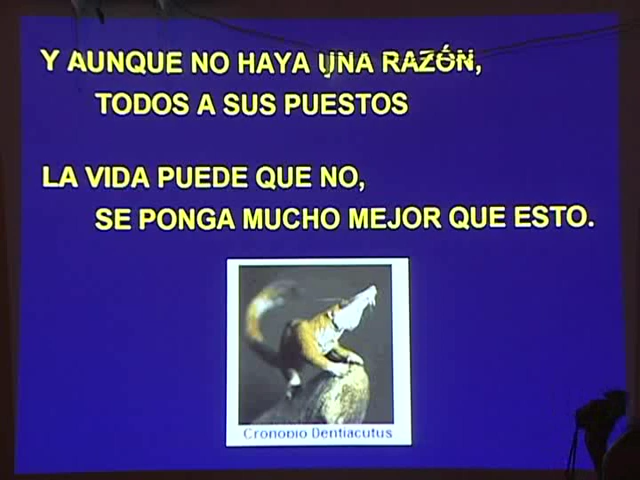 Y AUNQUE NO HAYA UNA RAZÓN,
TODOS A SUS PUESTOS
LA VIDA PUEDE QUE NO,
SE PONGA MUCHO MEJOR QUE ESTO.
Cronopio Dentiacutus